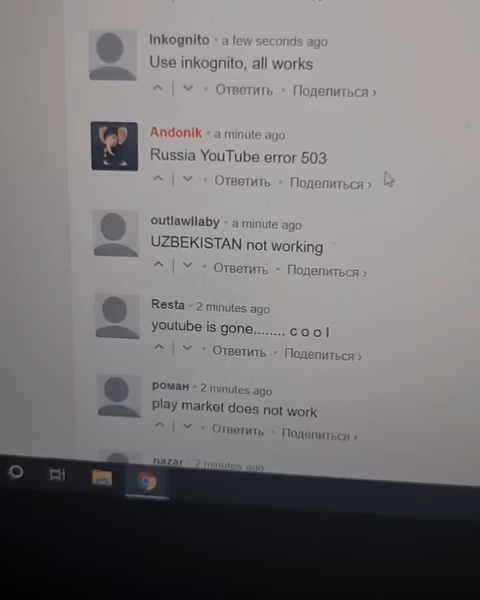 Inkognito • a few seconds ago
Use inkognito, all works
• Ответить • Поделиться ›
Andonik • a minute ago
Russia YouTube error 503
• Ответить • Поделиться ›
outlawllaby • a minute ago
UZBEKISTAN not working
• Ответить • Поделиться ›
Resta • 2 minutes ago
youtube is gone........ c o o l
• Ответить • Поделиться ›
роман • 2 minutes ago
play market does not work
• Ответить • Поделиться ›
nazar • 2 minutes ago